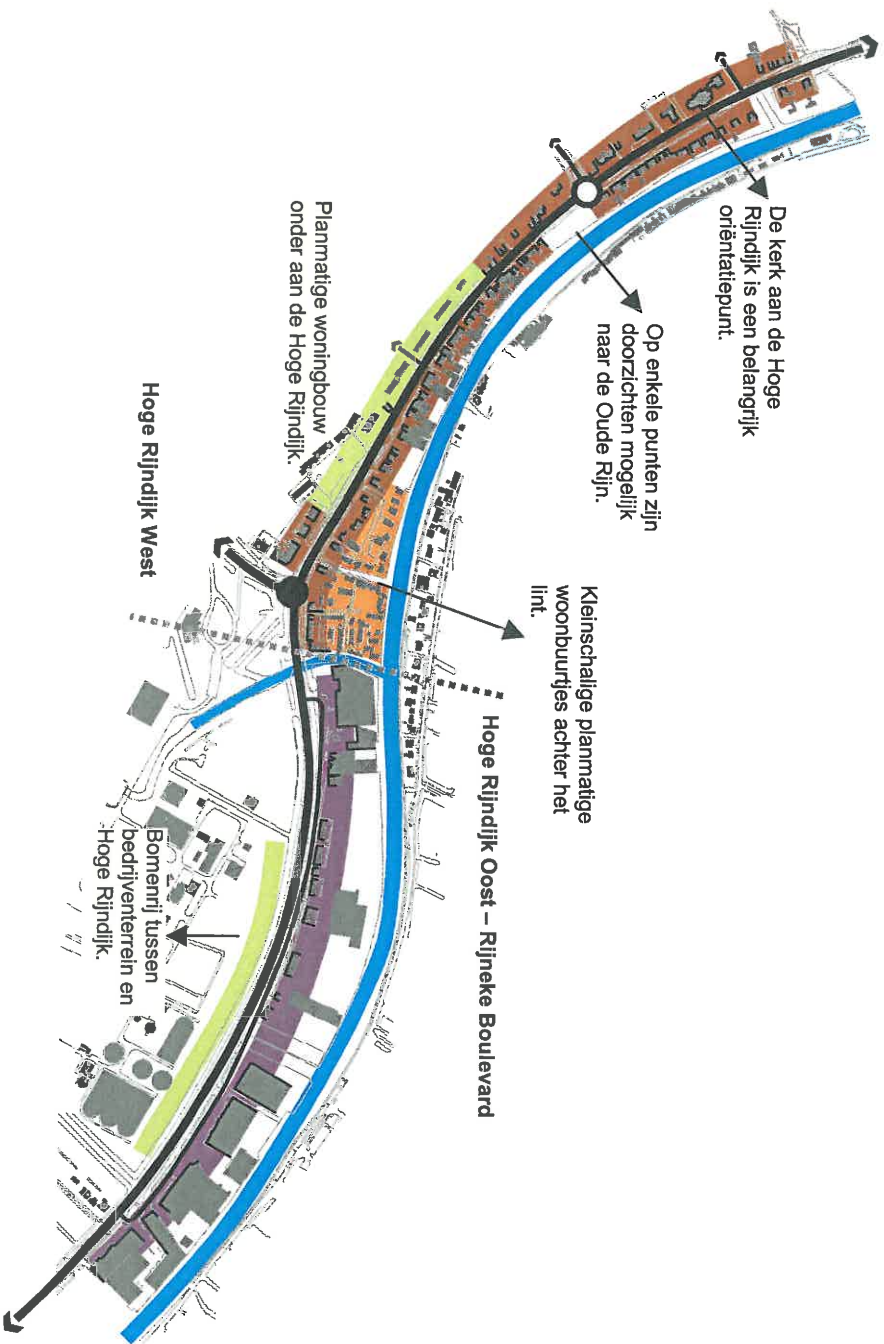 De kerk aan de Hoge
Rijndijk is een belangrijk
oriëntatiepunt.
Op enkele punten zijn
doorzichten mogelijk
naar de Oude Rijn.
Kleinschalige planmatige
woonbuurtjes achter het
lint.
Hoge Rijndijk Oost – Rijneke Boulevard
Planmatige woningbouw
onder aan de Hoge Rijndijk.
Hoge Rijndijk West
Bomenrij tussen
bedrijventerrein en
Hoge Rijndijk.